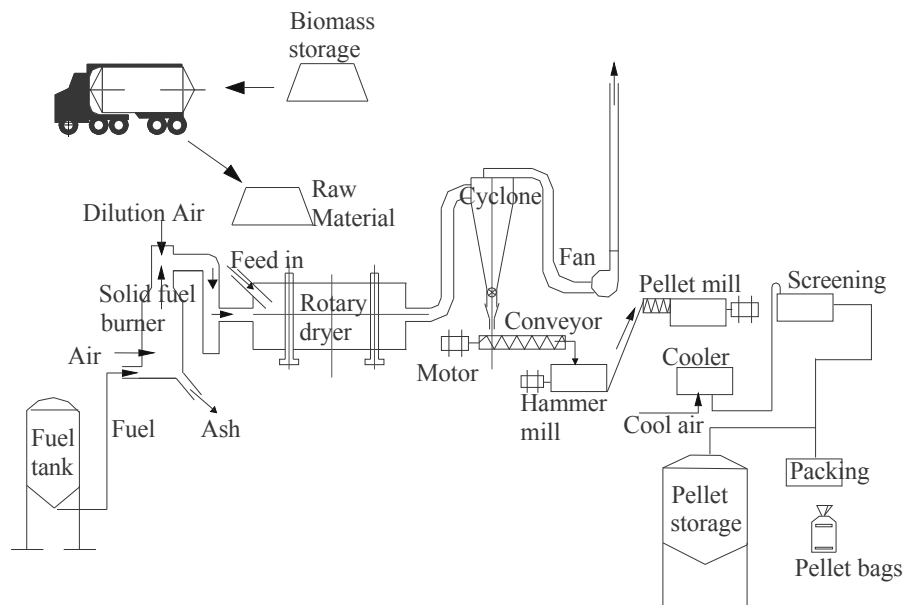 Biomass
storage
Raw
Material
Dilution Air
Cyclone
Feed in
Fan
Solid fuel
burner
Rotary
dryer
Pellet mill
Screening
Conveyor
Air
Motor
Cooler
Hammer
mill
Cool air
Fuel
Ash
Fuel
tank
Pellet
storage
Packing
Pellet bags